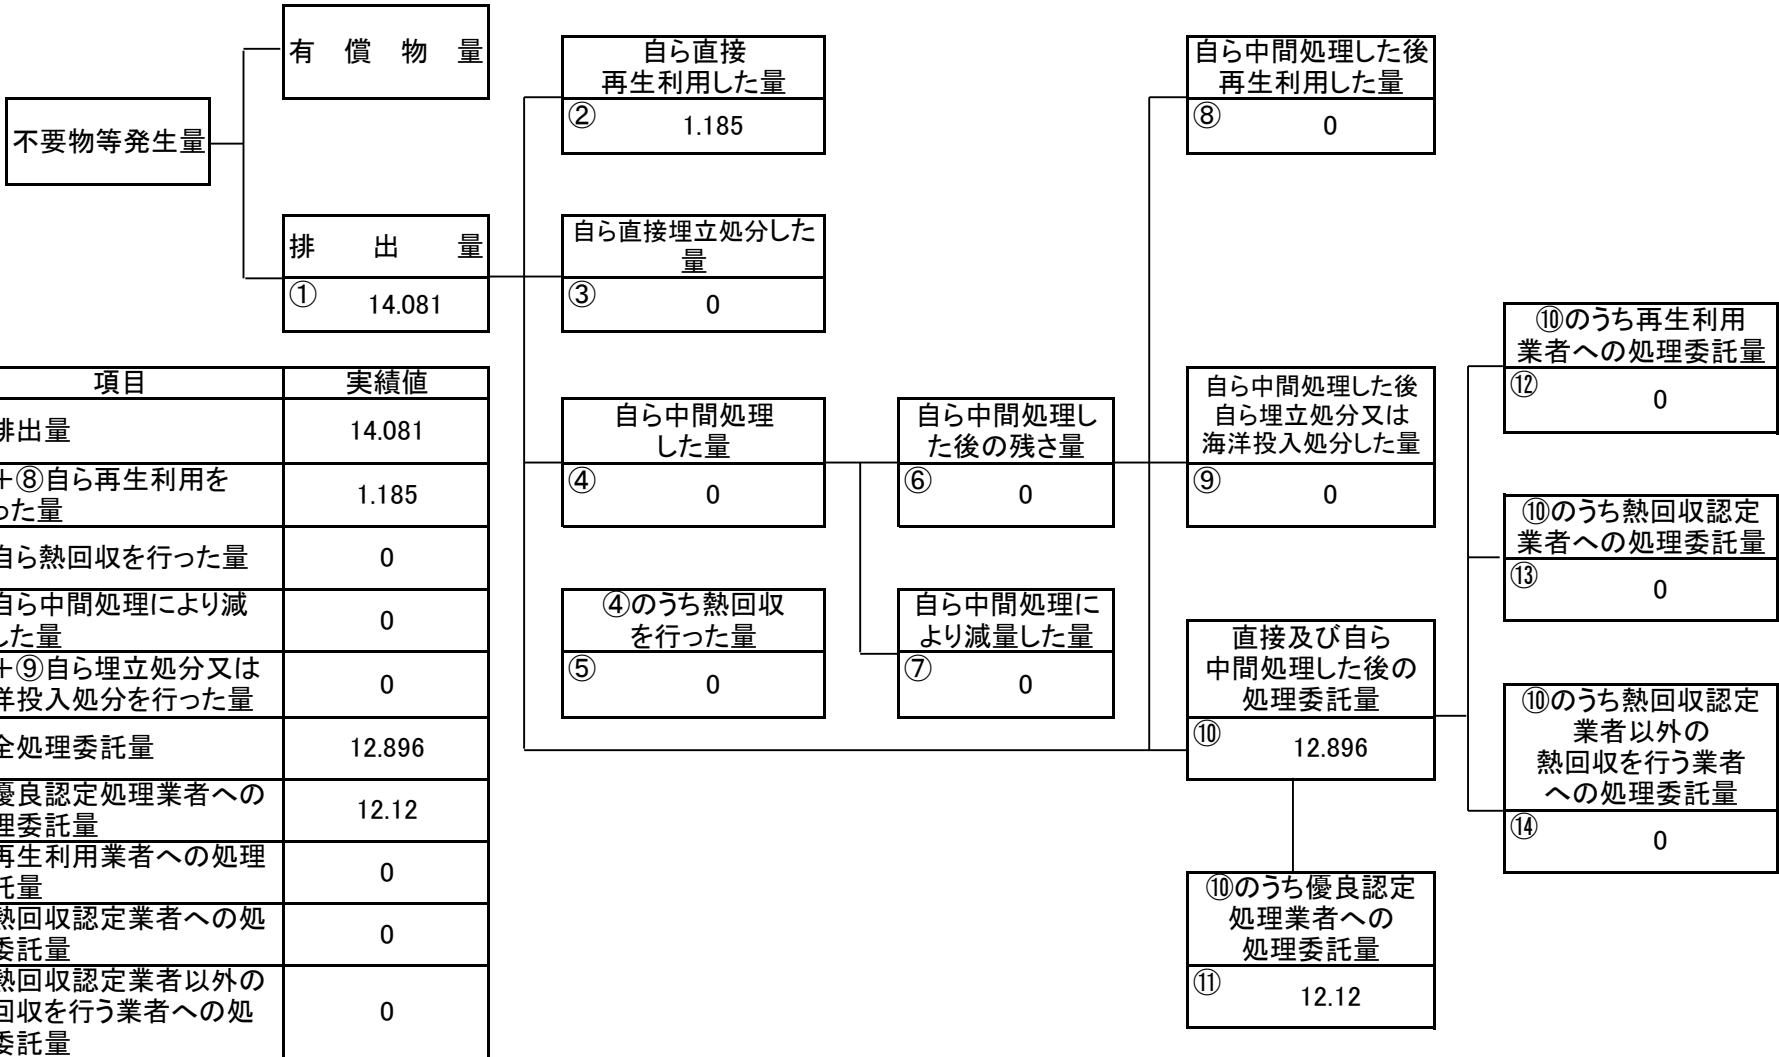 有償物量
不要物等発生量
排出量
① 14.081
自ら直接
再生利用した量
② 1.185
自ら直接埋立処分した
量
③ 0
自ら中間処理
した量
④ 0
④のうち熱回収
を行った量
⑤ 0
自ら中間処理し
た後の残さ量
⑥ 0
自ら中間処理に
より減量した量
⑦ 0
自ら中間処理した後
再生利用した量
⑧ 0
自ら中間処理した後
自ら埋立処分又は
海洋投入処分した量
⑨ 0
直接及び自ら
中間処理した後の
処理委託量
⑩ 12.896
⑩のうち優良認定
処理業者への
処理委託量
⑪ 12.12
⑩のうち再生利用
業者への処理委託量
⑫ 0
⑩のうち熱回収認定
業者への処理委託量
⑬ 0
⑩のうち熱回収認定
業者以外の
熱回収を行う業者
への処理委託量
⑭ 0
項目 実績値
排出量 14.081
+⑧自ら再生利用を
った量 1.185
自ら熱回収を行った量 0
自ら中間処理により減
した量 0
+⑨自ら埋立処分又は
洋投入処分を行った量 0
全処理委託量 12.896
優良認定処理業者への
理委託量 12.12
再生利用業者への処理
託量 0
熱回収認定業者への処
委託量 0
熱回収認定業者以外の
回収を行う業者への処
委託量 0